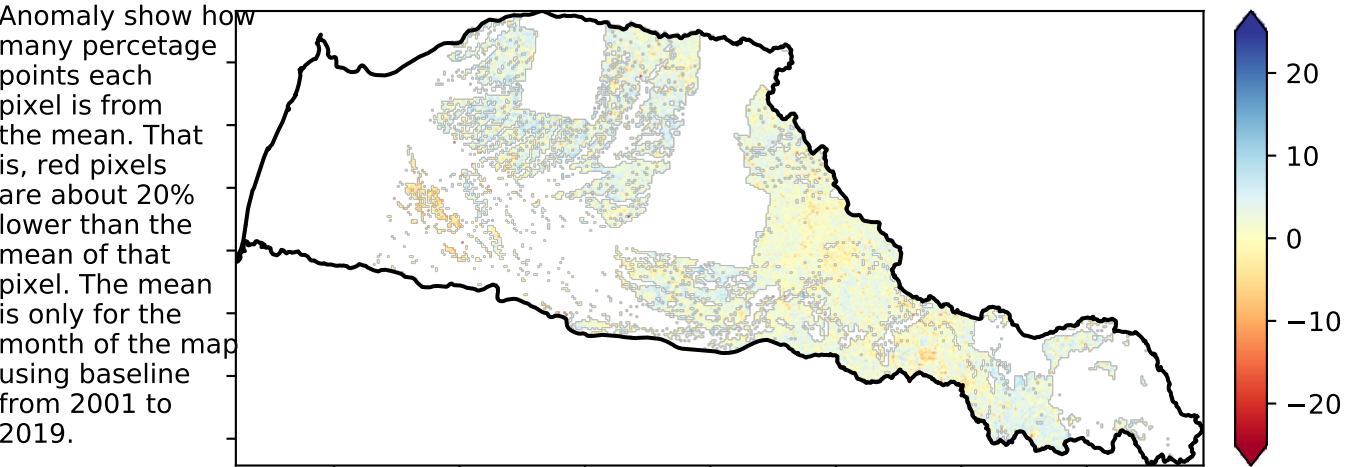 Anomaly show how
many percetage
points each
pixel is from
the mean. That
is, red pixels
are about 20%
lower than the
mean of that
pixel. The mean
is only for the
month of the map
using baseline
from 2001 to
2019.
20
10
0
−10
−20